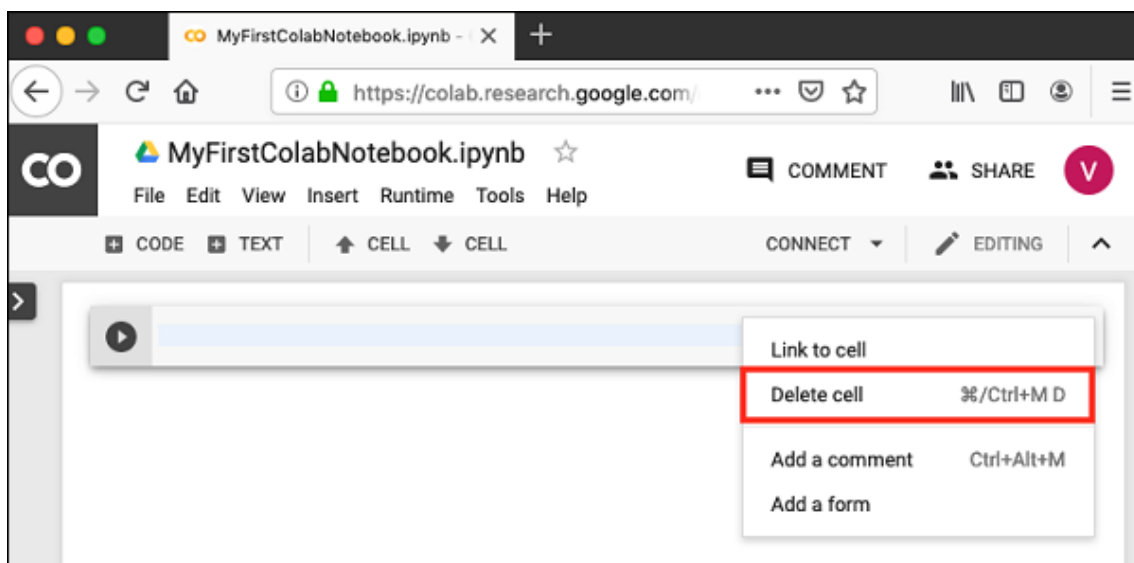 MyFirstColabNotebook.ipynb -
https://colab.research.google.com/
CO MyFirstColabNotebook.ipynb
COMMENT SHARE V
File Edit View Insert Runtime Tools Help
CODE TEXT CELL CELL CONNECT EDITING
Link to cell
Delete cell ⌘/Ctrl+M D
Add a comment Ctrl+Alt+M
Add a form